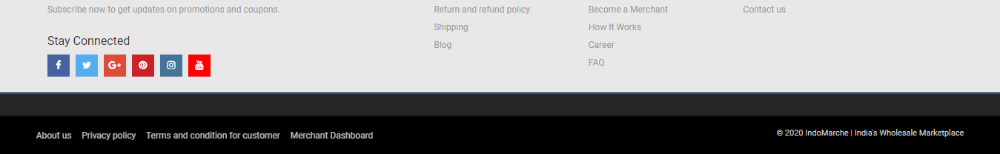 Subscribe now to get updates on promotions and coupons.
Stay Connected
Return and refund policy
Shipping
Blog
Become a Merchant
How It Works
Career
FAQ
Contact us
About us Privacy policy Terms and condition for customer Merchant Dashboard
© 2020 IndoMarche | India's Wholesale Marketplace